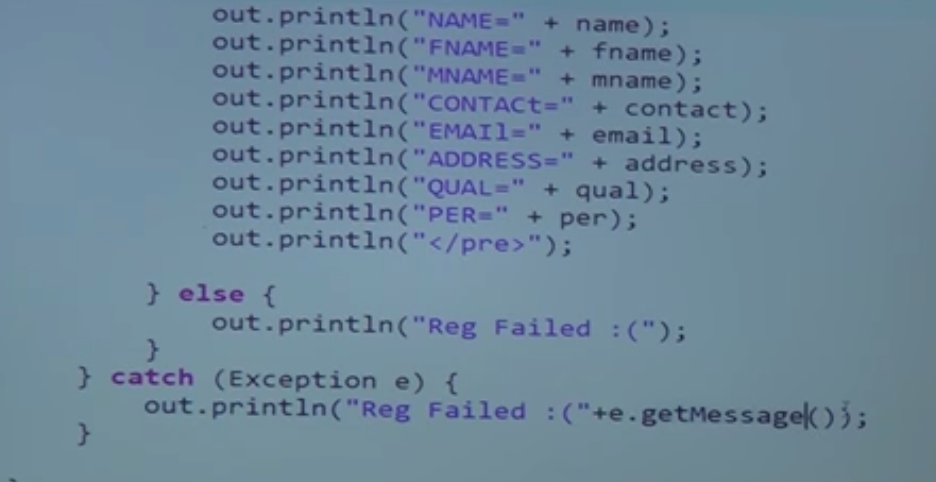 out.println("NAME=" + name);
out.println("FNAME=" + fname);
out.println("MNAME=" + mname);
out.println("CONTACt=" + contact);
out.println("EMAIl=" + email);
out.println("ADDRESS=" + address);
out.println("QUAL=" + qual);
out.println("PER=" + per);
out.println("</pre>");
} else {
out.println("Reg Failed :(");
}
} catch (Exception e) {
out.println("Reg Failed :("+e.getMessage());
}